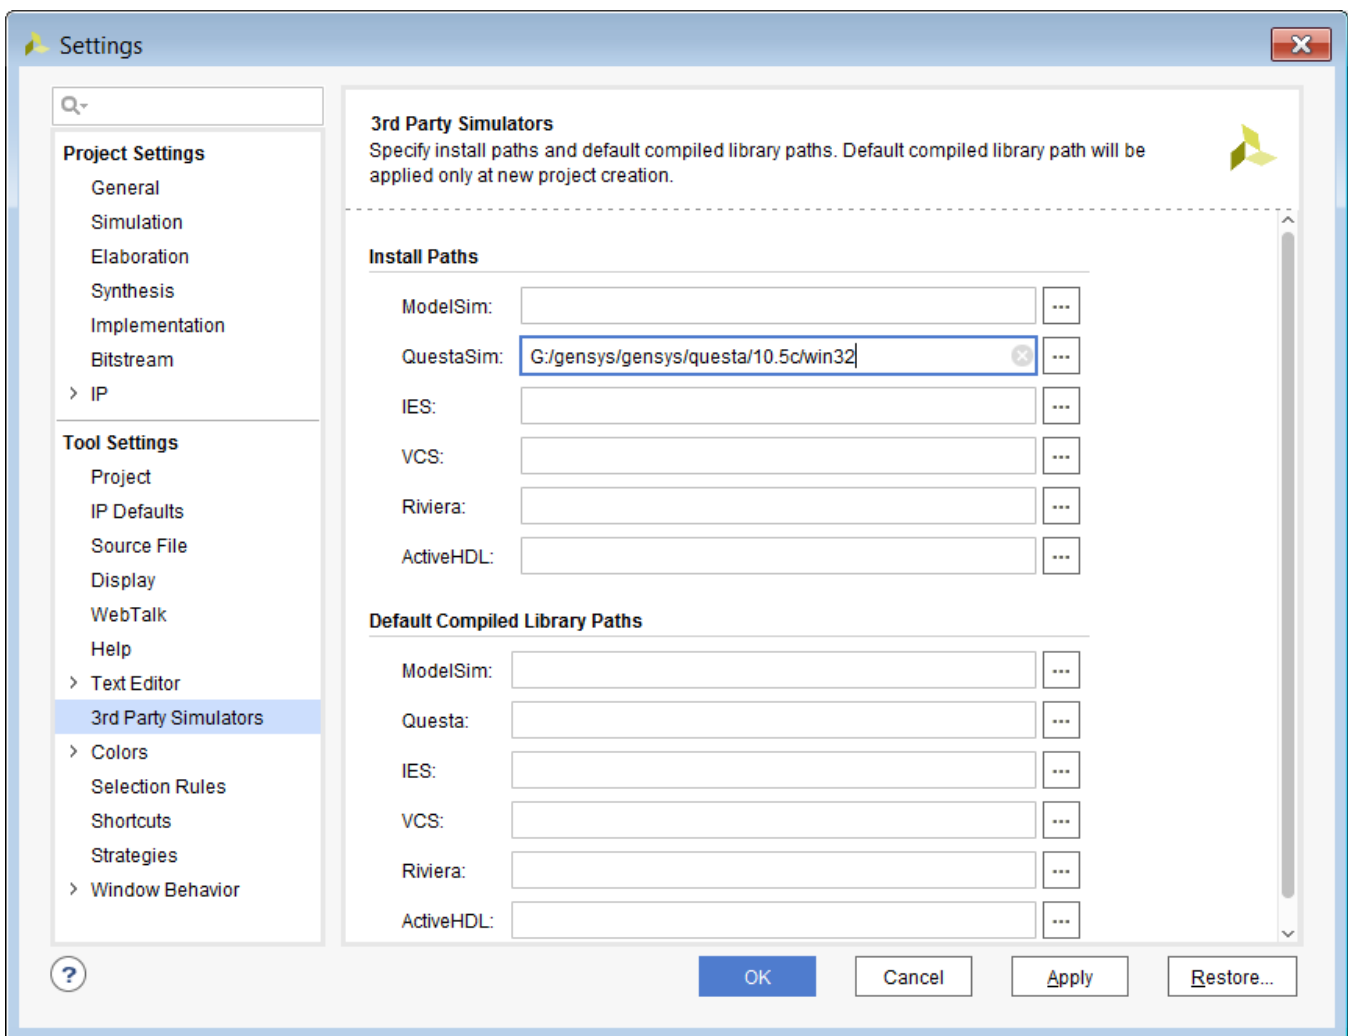 Settings
Project Settings
General
Simulation
Elaboration
Synthesis
Implementation
Bitstream
IP
Tool Settings
Project
IP Defaults
Source File
Display
WebTalk
Help
Text Editor
3rd Party Simulators
Colors
Selection Rules
Shortcuts
Strategies
Window Behavior
3rd Party Simulators
Specify install paths and default compiled library paths. Default compiled library path will be
applied only at new project creation.
Install Paths
ModelSim:
QuestaSim: G:/gensys/gensys/questa/10.5c/win32
IES:
VCS:
Riviera:
ActiveHDL:
Default Compiled Library Paths
ModelSim:
Questa:
IES:
VCS:
Riviera:
ActiveHDL:
? OK Cancel Apply Restore...